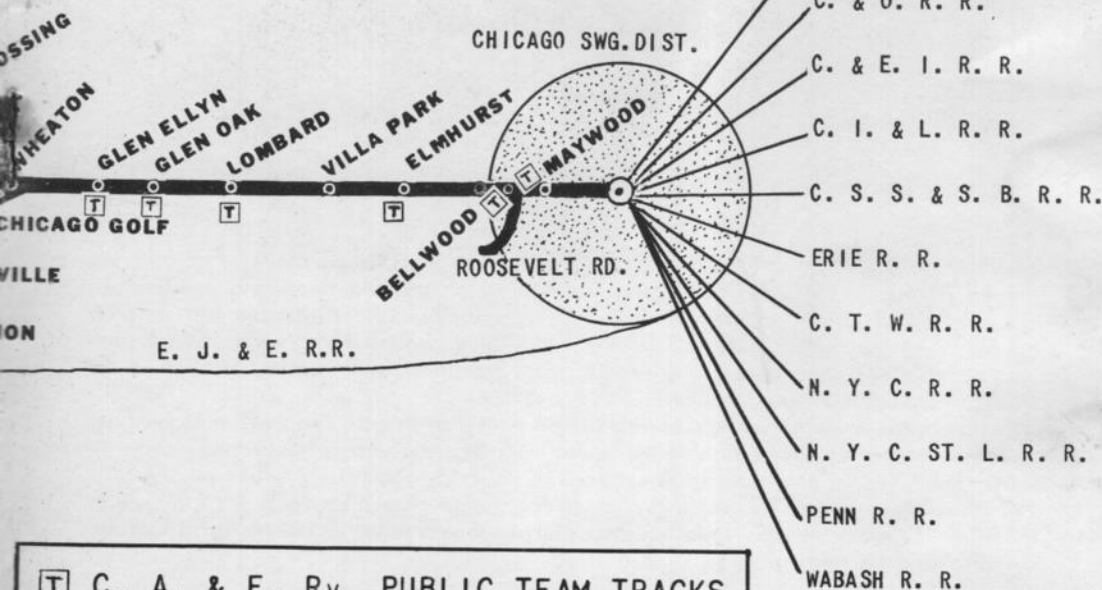 C. & O. R. R.
CHICAGO SWG. DIST.
C. & E. I. R. R.
C. I. & L. R. R.
C. S. S. & S. B. R. R.
ERIE R. R.
C. T. W. R. R.
N. Y. C. R. R.
N. Y. C. ST. L. R. R.
PENN R. R.
WABASH R. R.
OSSING
WHEATON
GLEN ELLYN
GLEN OAK
LOMBARD
VILLA PARK
ELMHURST
MAYWOOD
T
T
T
T
T
T
BELLWOOD
ROOSEVELT RD.
CHICAGO GOLF
VILLE
ION
E. J. & E. R.R.
T C. A. & E. Ry. PUBLIC TEAM TRACKS